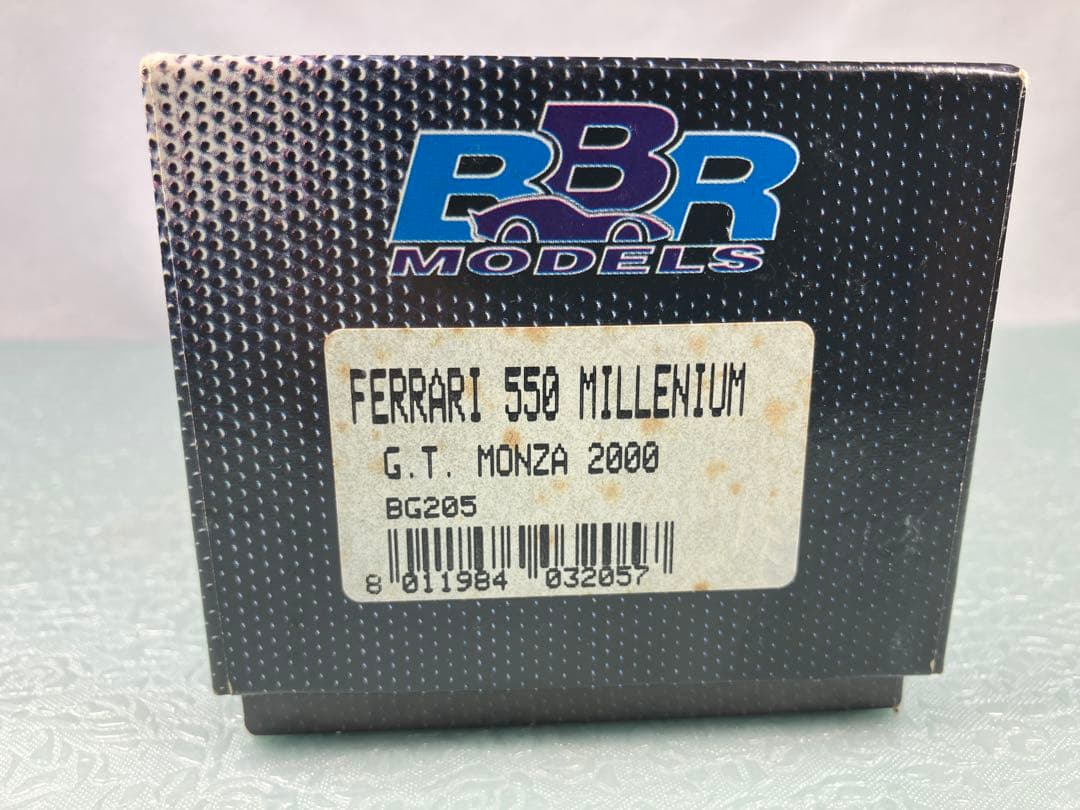 BBR
MODELS
FERRARI 550 MILLENIUM
G.T. MONZA 2000
BG205
8 011984 032057